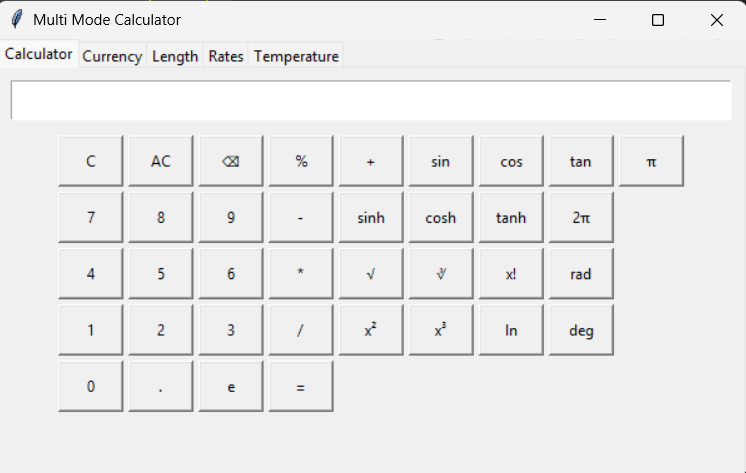 Multi Mode Calculator
Calculator Currency Length Rates Temperature
C AC ⌫ % + sin cos tan π
7 8 9 - sinh cosh tanh 2π
4 5 6 * √ ∛ x! rad
1 2 3 / x² x³ ln deg
0 . e =